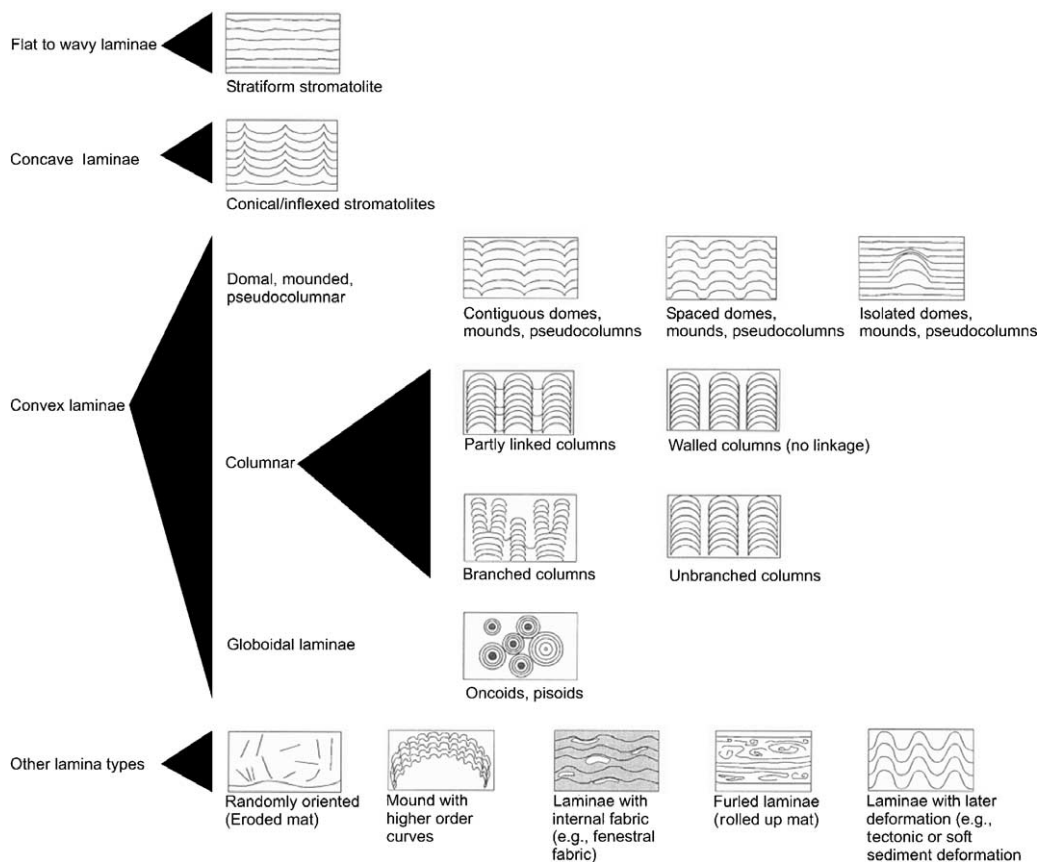 Flat to wavy laminae
Stratiform stromatolite
Concave laminae
Conical/inflexed stromatolites
Domal, mounded,
pseudocolumnar
Contiguous domes,
mounds, pseudocolumns
Spaced domes,
mounds, pseudocolumns
Isolated domes,
mounds, pseudocolumns
Convex laminae
Columnar
Partly linked columns
Walled columns (no linkage)
Branched columns
Unbranched columns
Globoidal laminae
Oncoids, pisoids
Other lamina types
Randomly oriented
(Eroded mat)
Mound with
higher order
curves
Laminae with
internal fabric
(e.g., fenestral
fabric)
Furled laminae
(rolled up mat)
Laminae with later
deformation (e.g.,
tectonic or soft
sediment deformation